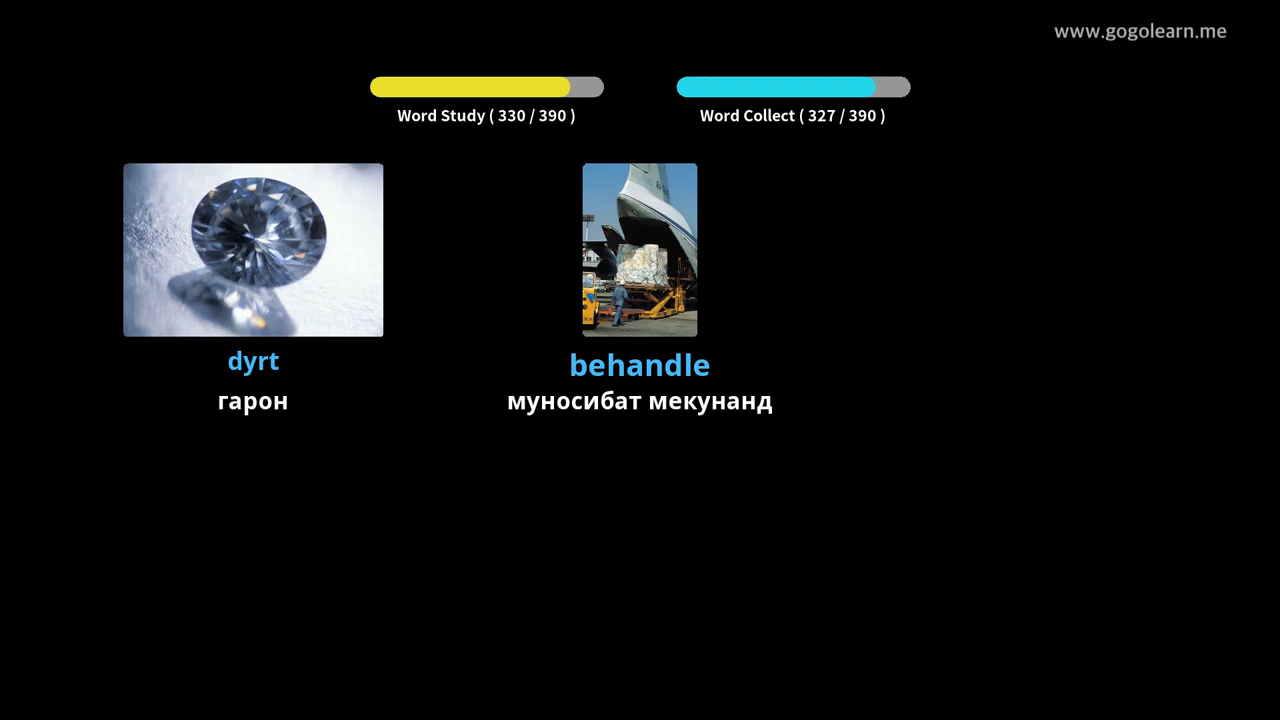 www.gogolearn.me
Word Study ( 330 / 390 )
Word Collect ( 327 / 390 )
dyrt
гарон
behandle
муносибат мекунанд